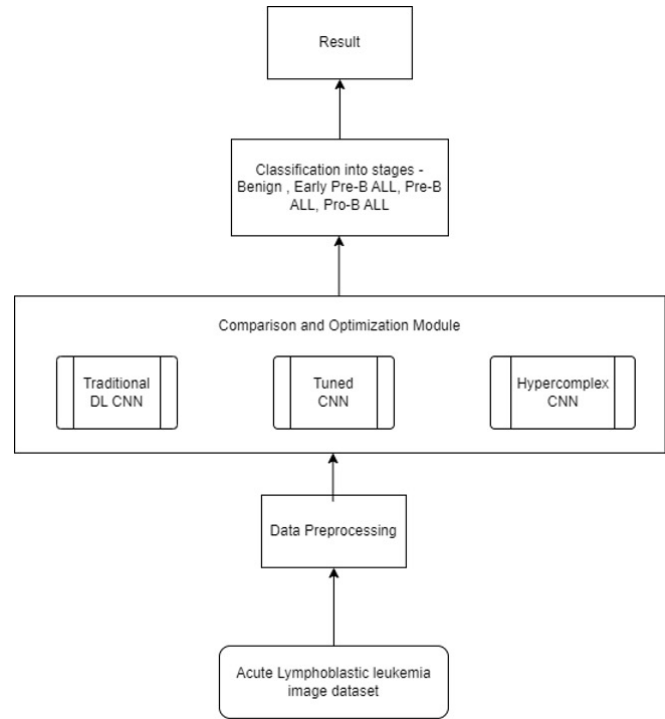 Result
Classification into stages -
Benign , Early Pre-B ALL, Pre-B
ALL, Pro-B ALL
Comparison and Optimization Module
Traditional
DL CNN
Tuned
CNN
Hypercomplex
CNN
Data Preprocessing
Acute Lymphoblastic leukemia
image dataset